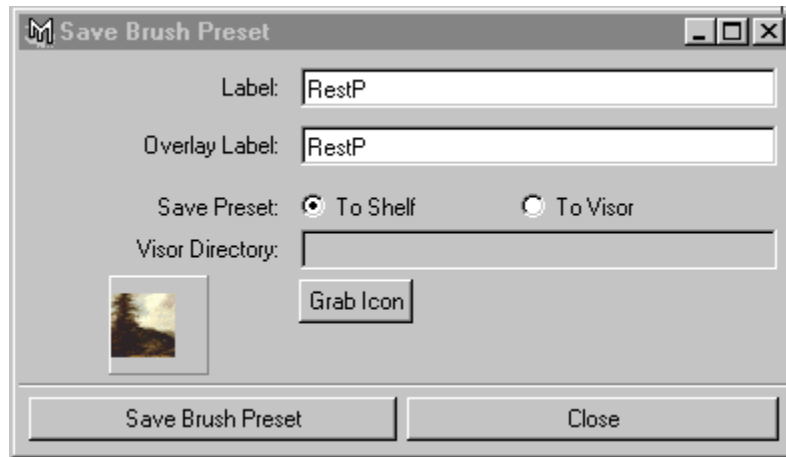 Save Brush Preset
Label: RestP
Overlay Label: RestP
Save Preset: To Shelf To Visor
Visor Directory:
Grab Icon
Save Brush Preset Close